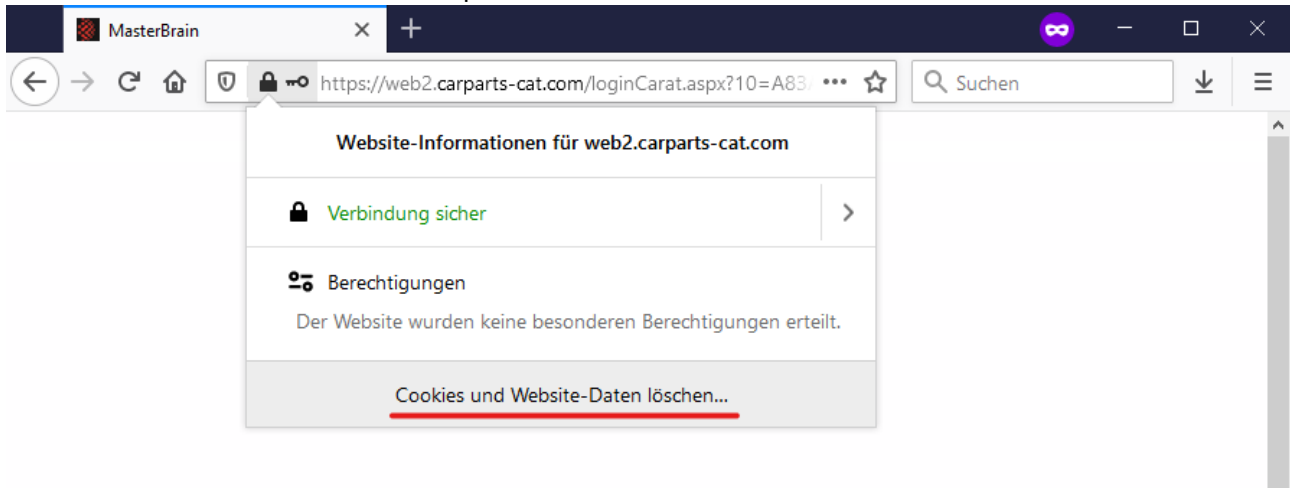 MasterBrain
https://web2.carparts-cat.com/loginCarat.aspx?10=A83
Suchen
Website-Informationen für web2.carparts-cat.com
Verbindung sicher
Berechtigungen
Der Website wurden keine besonderen Berechtigungen erteilt.
Cookies und Website-Daten löschen...